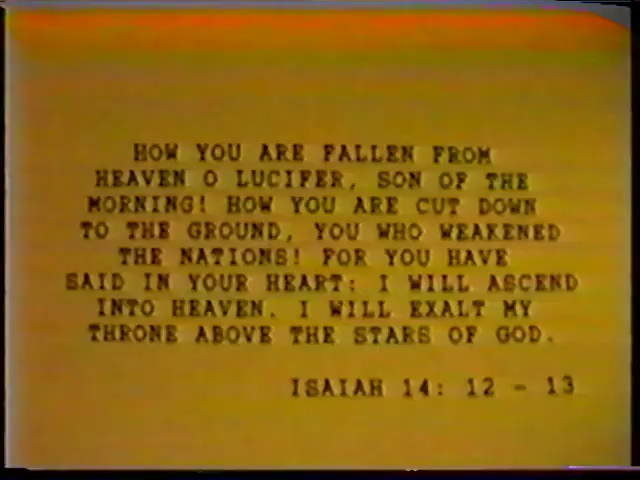 HOW YOU ARE FALLEN FROM
HEAVEN O LUCIFER, SON OF THE
MORNING! HOW YOU ARE CUT DOWN
TO THE GROUND, YOU WHO WEAKENED
THE NATIONS! FOR YOU HAVE
SAID IN YOUR HEART: I WILL ASCEND
INTO HEAVEN. I WILL EXALT MY
THRONE ABOVE THE STARS OF GOD.
ISAIAH 14: 12 - 13